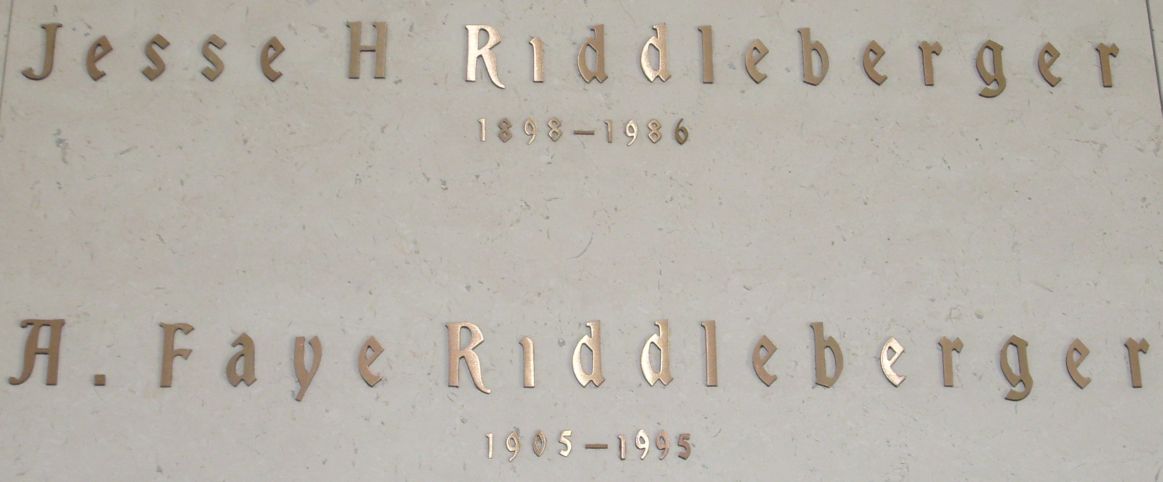 Jesse H Riddleberger
1898-1986
A. Faye Riddleberger
1905-1995